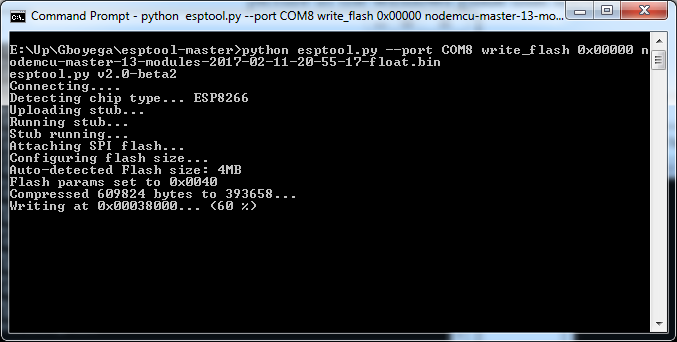 Command Prompt - python  esptool.py --port COM8 write_flash 0x00000 nodemcu-master-13-mo...
E:\Up\Gboyega\esptool-master>python esptool.py --port COM8 write_flash 0x00000 n
odemcu-master-13-modules-2017-02-11-20-55-17-float.bin
esptool.py v2.0-beta2
Connecting....
Detecting chip type... ESP8266
Uploading stub...
Running stub...
Stub running...
Attaching SPI flash...
Configuring flash size...
Auto-detected Flash size: 4MB
Flash params set to 0x0040
Compressed 609824 bytes to 393658...
Writing at 0x00038000... (60 %)